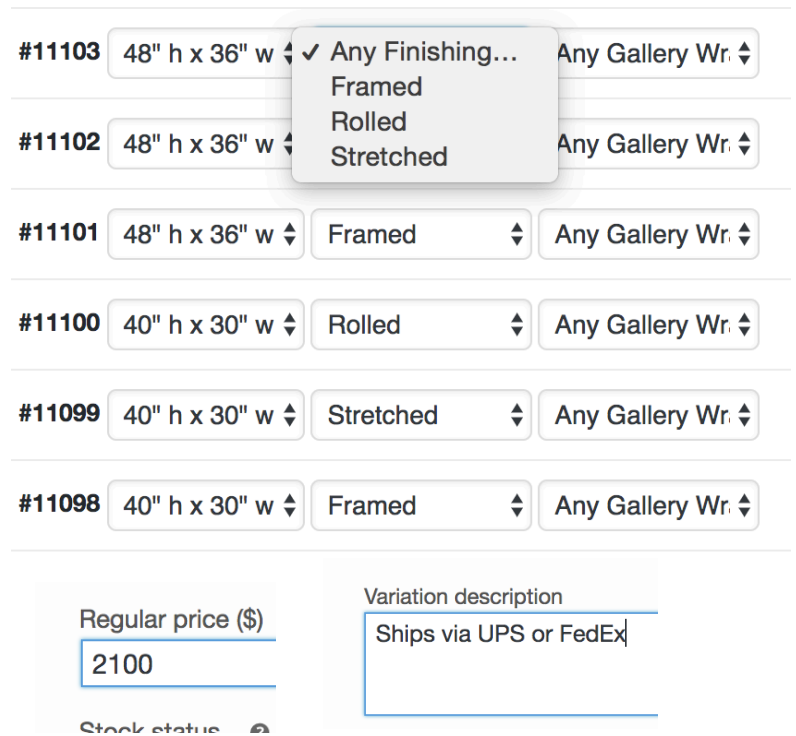 #11103 48" h x 36" w ✓ Any Finishing... Any Gallery Wr
Framed
Rolled
#11102 48" h x 36" w Any Gallery Wr
Stretched
#11101 48" h x 36" w Framed Any Gallery Wr
#11100 40" h x 30" w Rolled Any Gallery Wr
#11099 40" h x 30" w Stretched Any Gallery Wr
#11098 40" h x 30" w Framed Any Gallery Wr
Variation description
Regular price ($)
Ships via UPS or FedEx
2100
Stock status ?